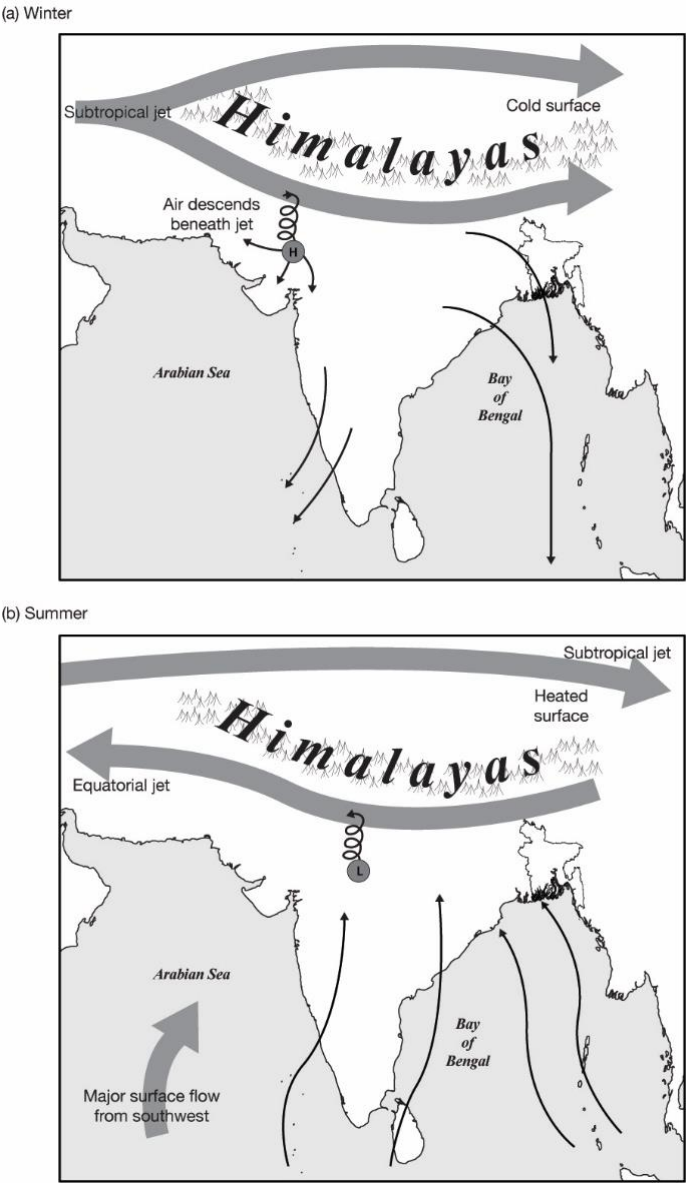 (a) Winter
Subtropical jet
Himalayas
Cold surface
Air descends
beneath jet
H
Arabian Sea
Bay
of
Bengal
(b) Summer
Subtropical jet
Heated
surface
Himalayas
Equatorial jet
L
Arabian Sea
Bay
of
Bengal
Major surface flow
from southwest